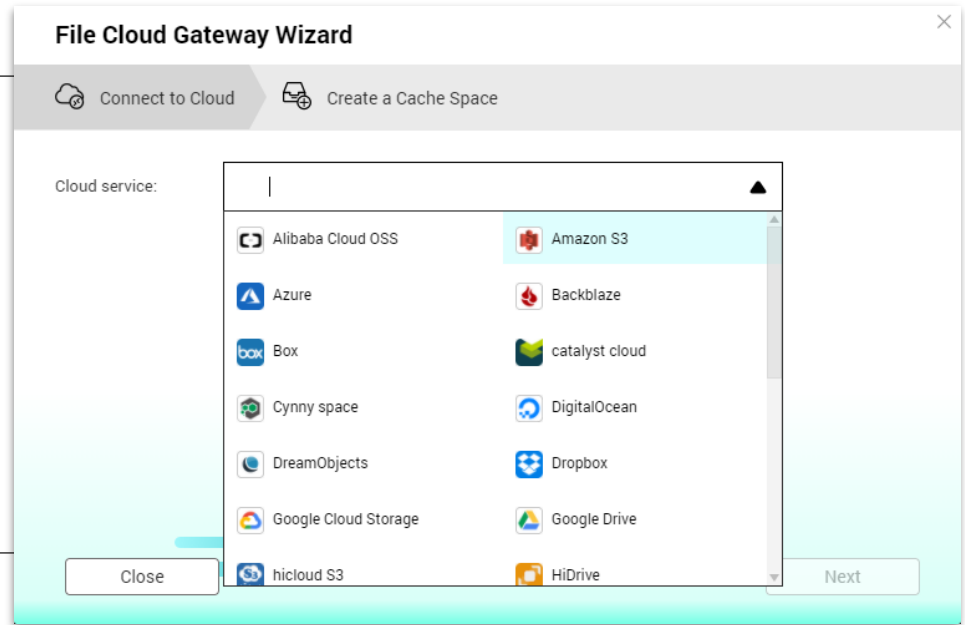 File Cloud Gateway Wizard
Connect to Cloud
Create a Cache Space
Cloud service:
Alibaba Cloud OSS
Amazon S3
Azure
Backblaze
box
Box
catalyst cloud
Cynny space
DigitalOcean
DreamObjects
Dropbox
Google Cloud Storage
Google Drive
S3
hicloud S3
HiDrive
Close
Next